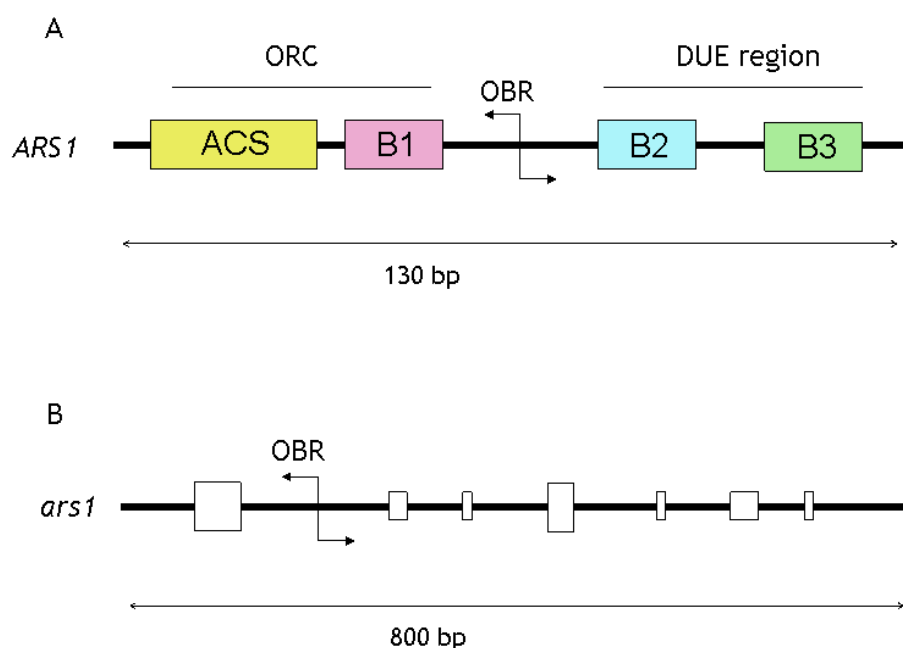 A
ORC
DUE region
OBR
ARS1
ACS
B1
B2
B3
130 bp
B
OBR
ars1
800 bp